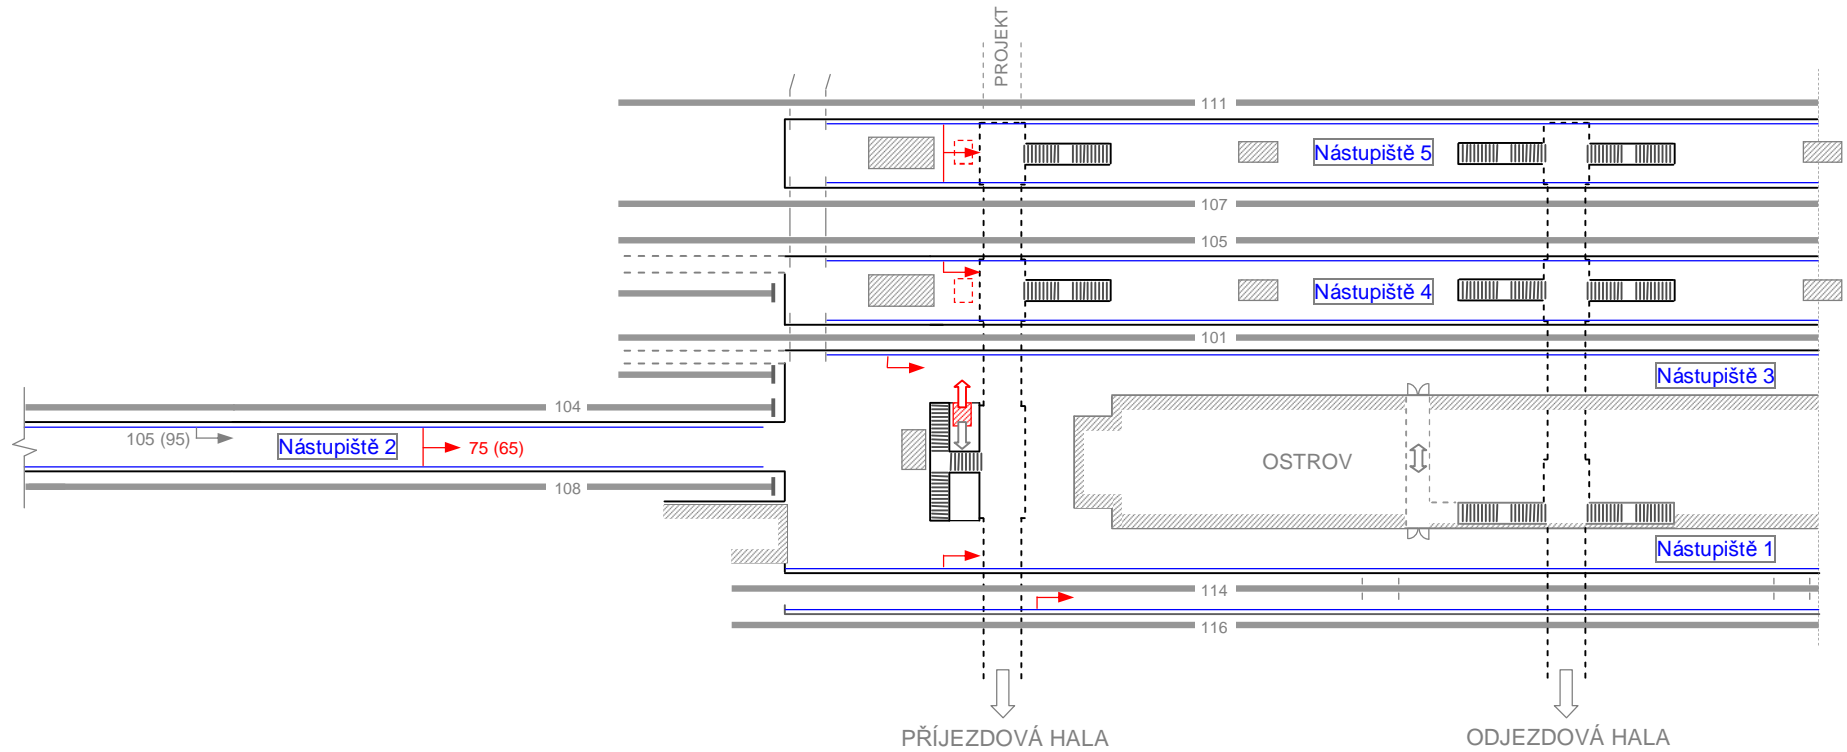 PROJEKT
111
Nástupiště 5
107
105
Nástupiště 4
101
Nástupiště 3
104
105 (95)
Nástupiště 2
75 (65)
OSTROV
108
Nástupiště 1
114
116
PŘÍJEZDOVÁ HALA
ODJEZDOVÁ HALA